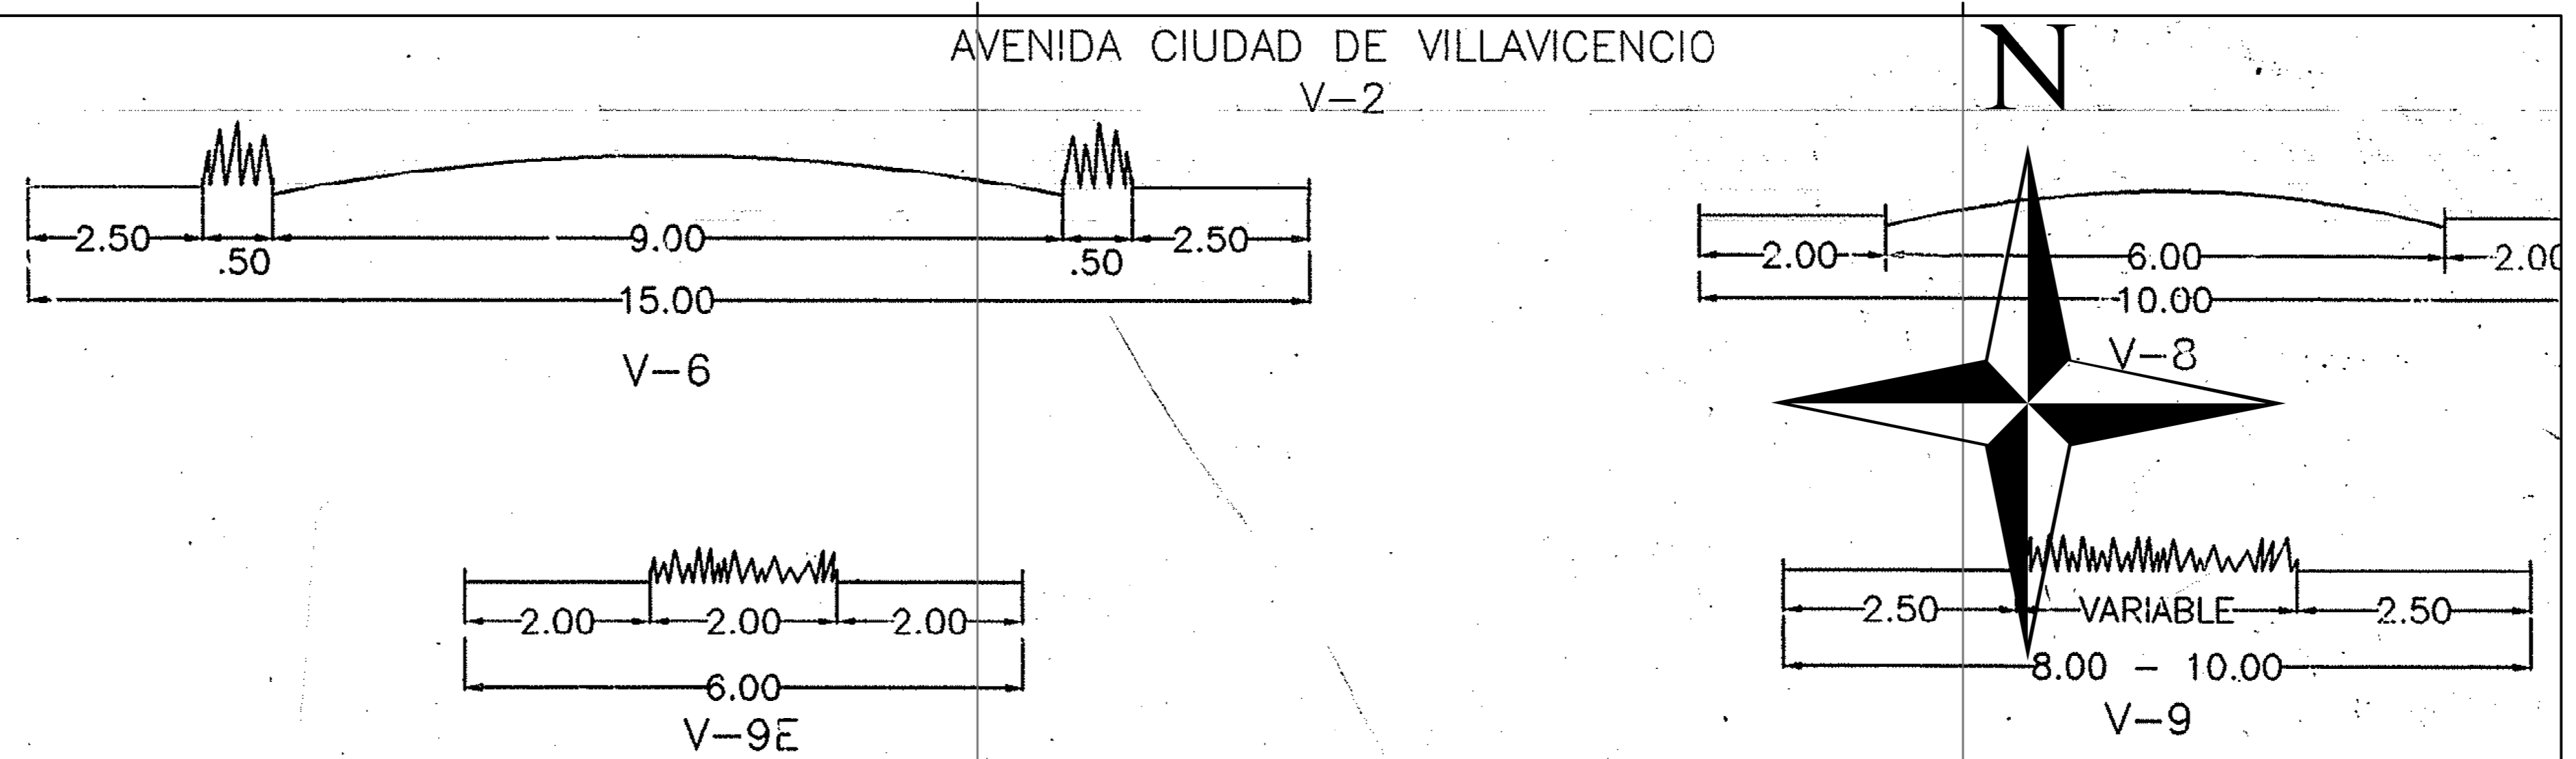 AVENIDA CIUDAD DE VILLAVICENCIO
V-2
N
2.50 .50 9.00 .50 2.50
15.00
V-6
2.00 6.00 2.00
10.00
V-8
2.00 2.00 2.00
6.00
V-9E
2.50 VARIABLE 2.50
8.00 - 10.00
V-9